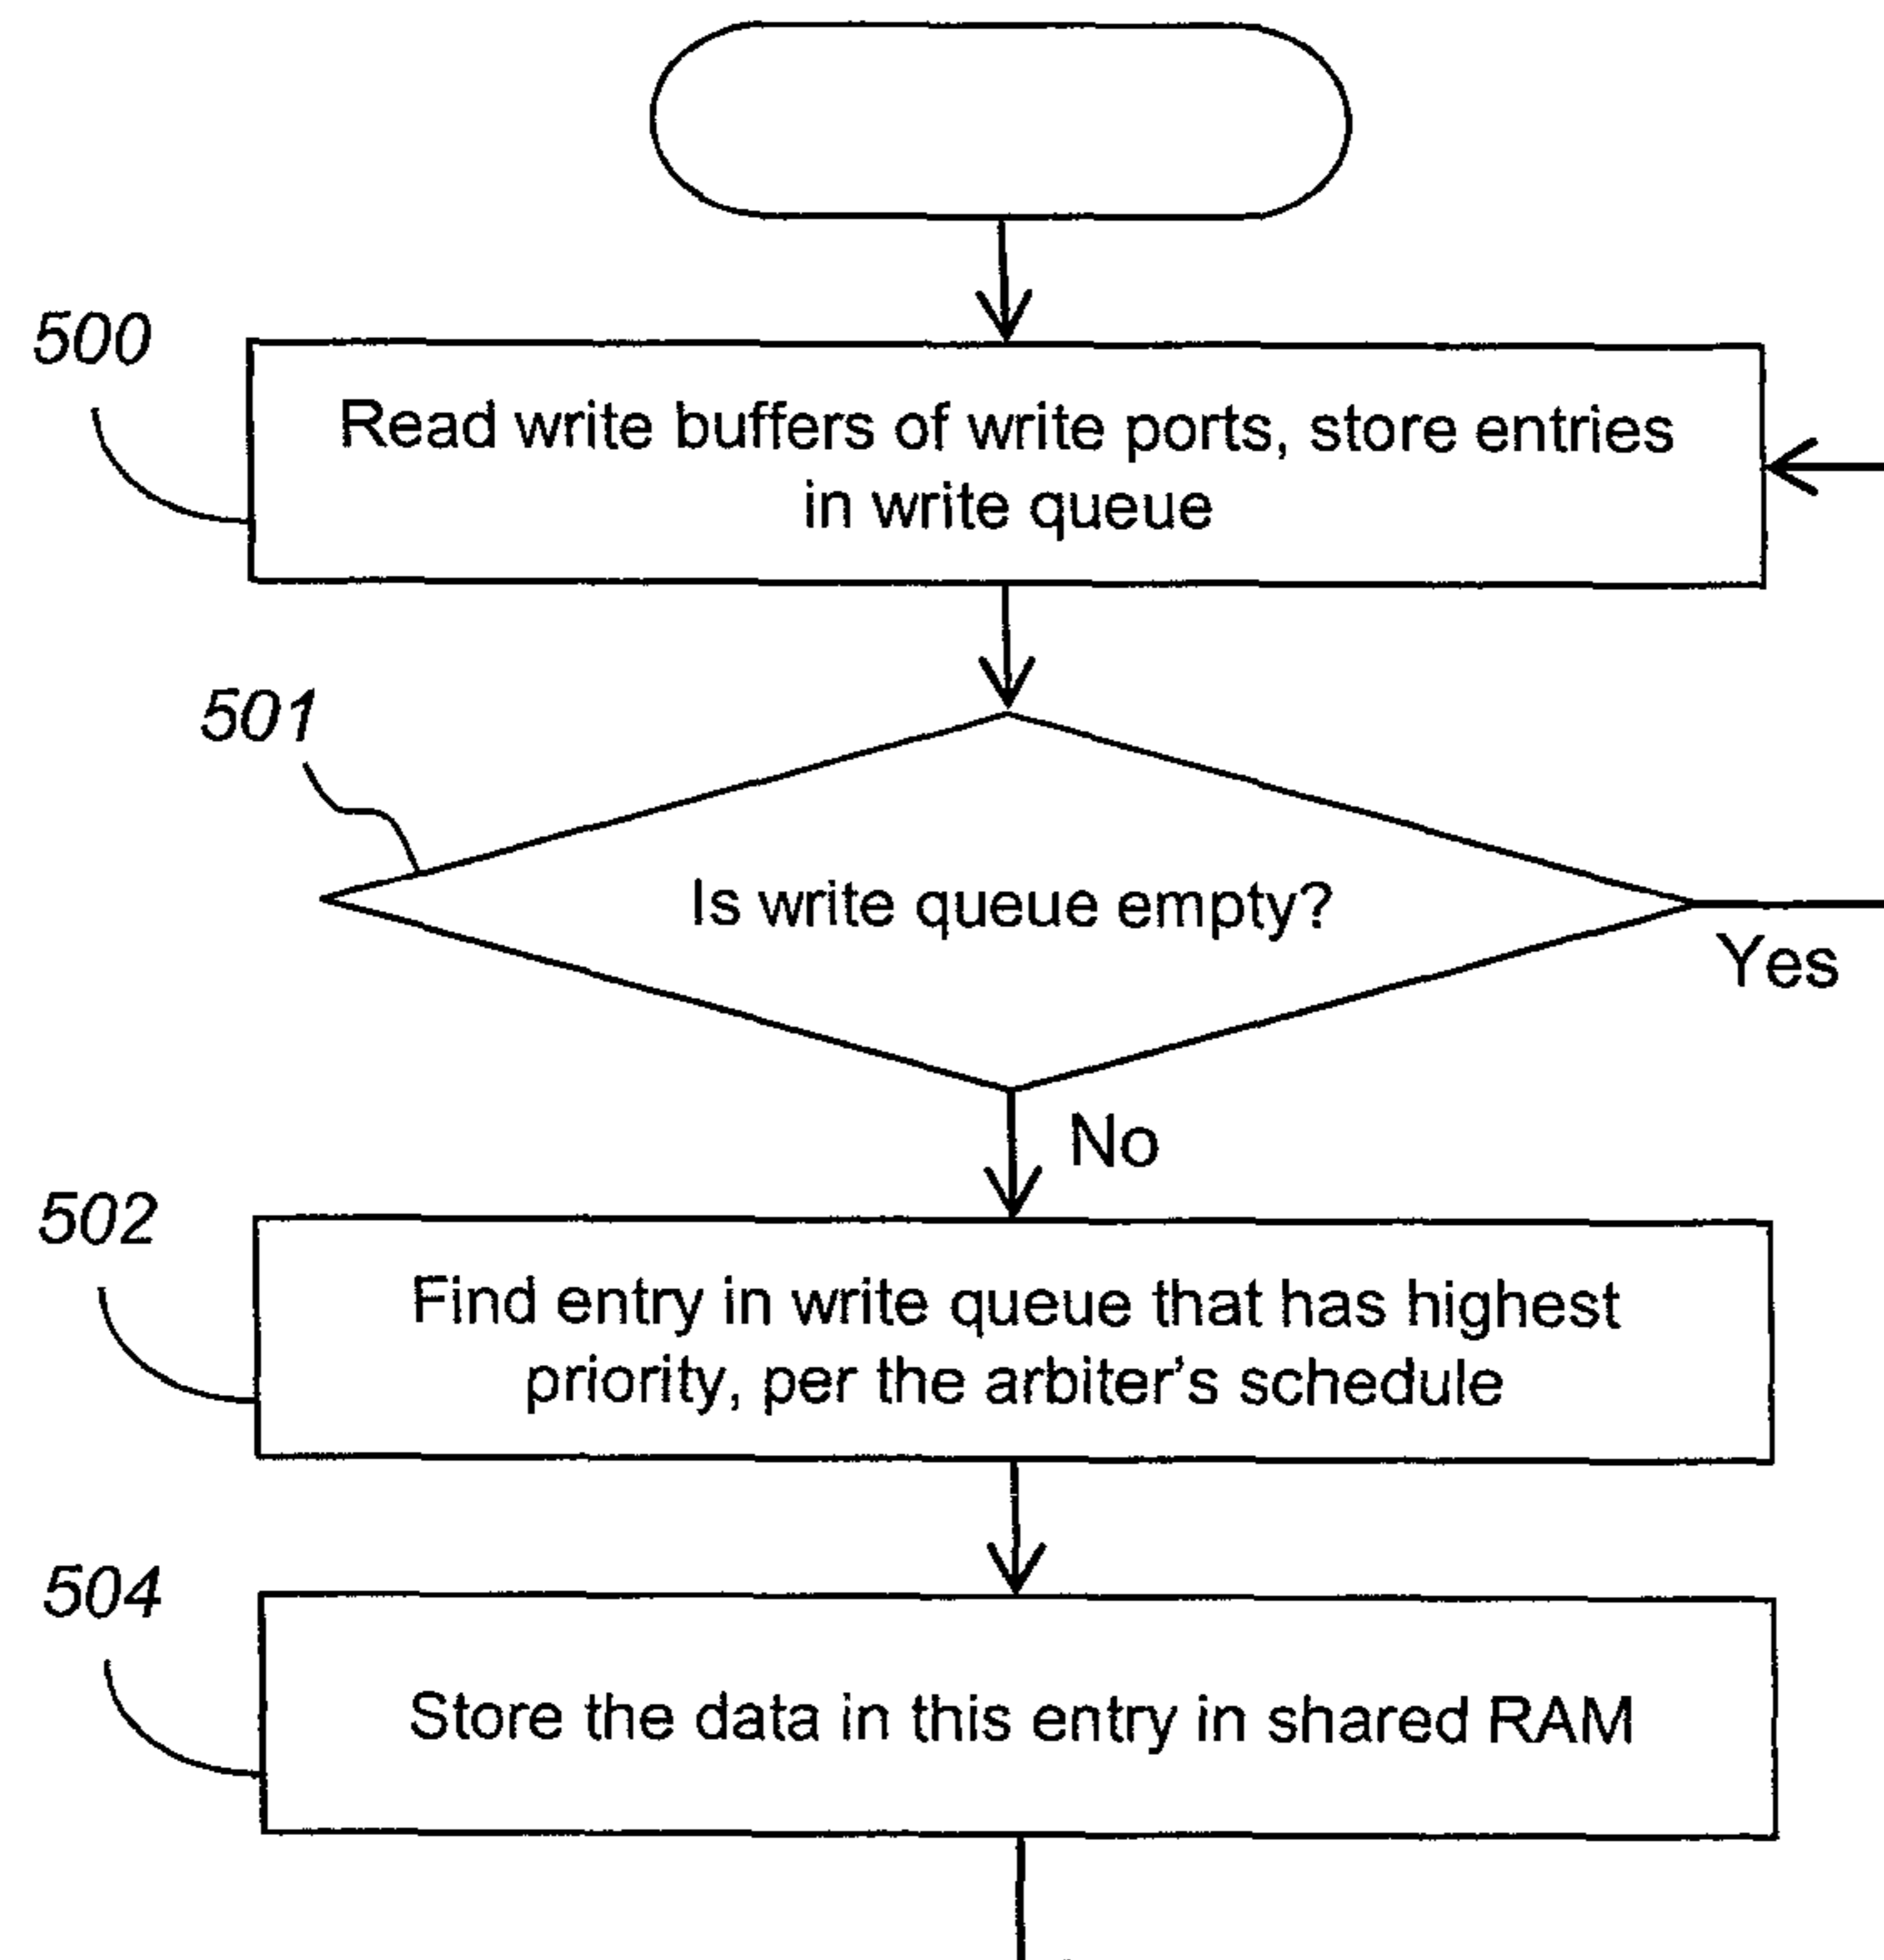 500
Read write buffers of write ports, store entries
in write queue
501
Is write queue empty?
Yes
No
502
Find entry in write queue that has highest
priority, per the arbiter's schedule
504
Store the data in this entry in shared RAM